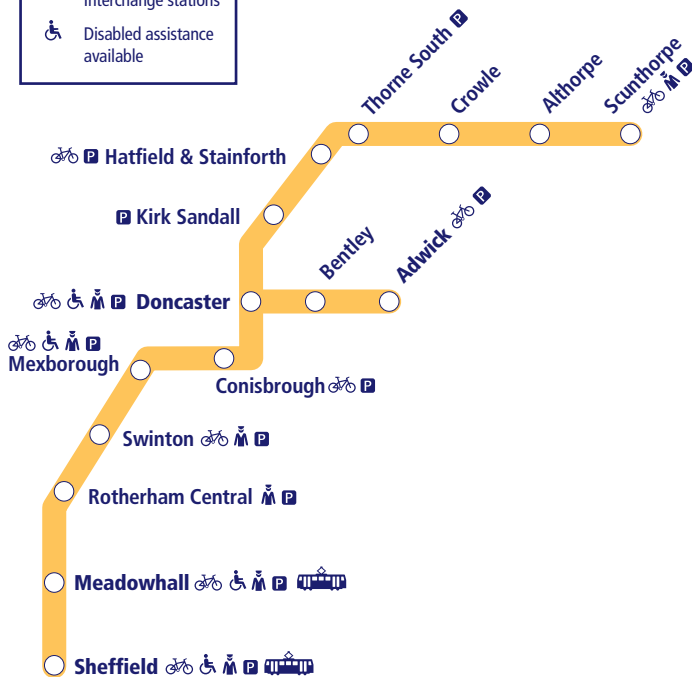 Interchange stations
Disabled assistance
available
Thorne South P
Crowle
Althorpe
Scunthorpe
P
P Hatfield & Stainforth
P Kirk Sandall
Bentley
Adwick P
P Doncaster
P
Mexborough
Conisbrough P
Swinton P
Rotherham Central P
Meadowhall P
Sheffield P